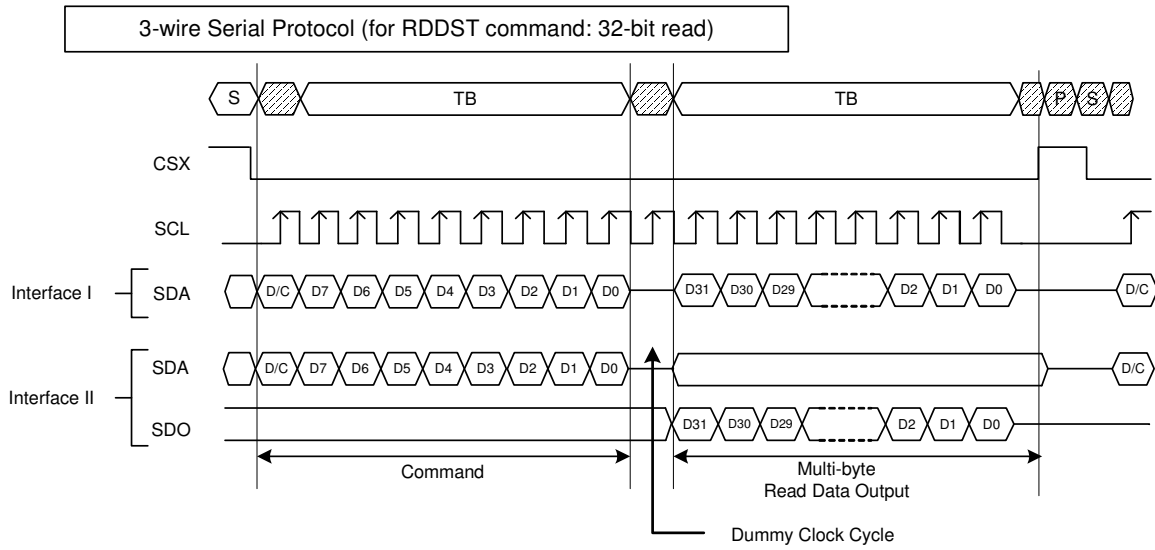 3-wire Serial Protocol (for RDDST command: 32-bit read)
S TB TB P S
CSX
SCL
Interface I SDA D/C D7 D6 D5 D4 D3 D2 D1 D0 D31 D30 D29 D2 D1 D0 D/C
SDA D/C D7 D6 D5 D4 D3 D2 D1 D0 D/C
Interface II
SDO D31 D30 D29 D2 D1 D0
Command Multi-byte
Read Data Output
Dummy Clock Cycle